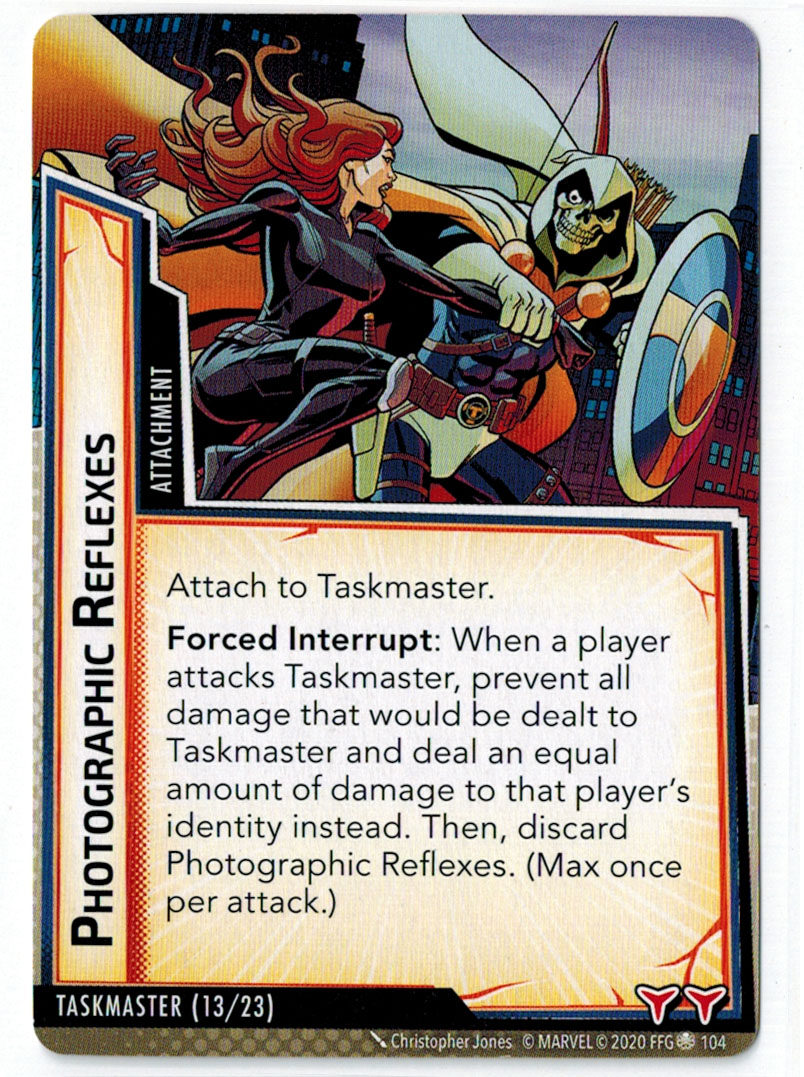 ATTACHMENT
PHOTOGRAPHIC REFLEXES
Attach to Taskmaster.
Forced Interrupt: When a player
attacks Taskmaster, prevent all
damage that would be dealt to
Taskmaster and deal an equal
amount of damage to that player's
identity instead. Then, discard
Photographic Reflexes. (Max once
per attack.)
TASKMASTER (13/23)
Christopher Jones © MARVEL © 2020 FFG 104